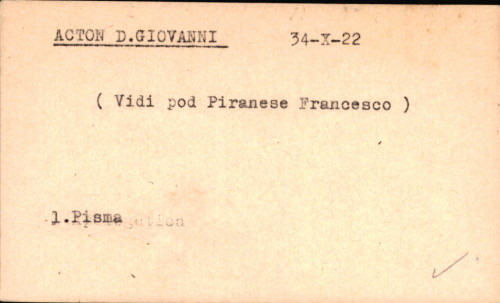 ACTON D.GIOVANNI 34-X-22
( Vidi pod Piranese Francesco )
1.Pisma